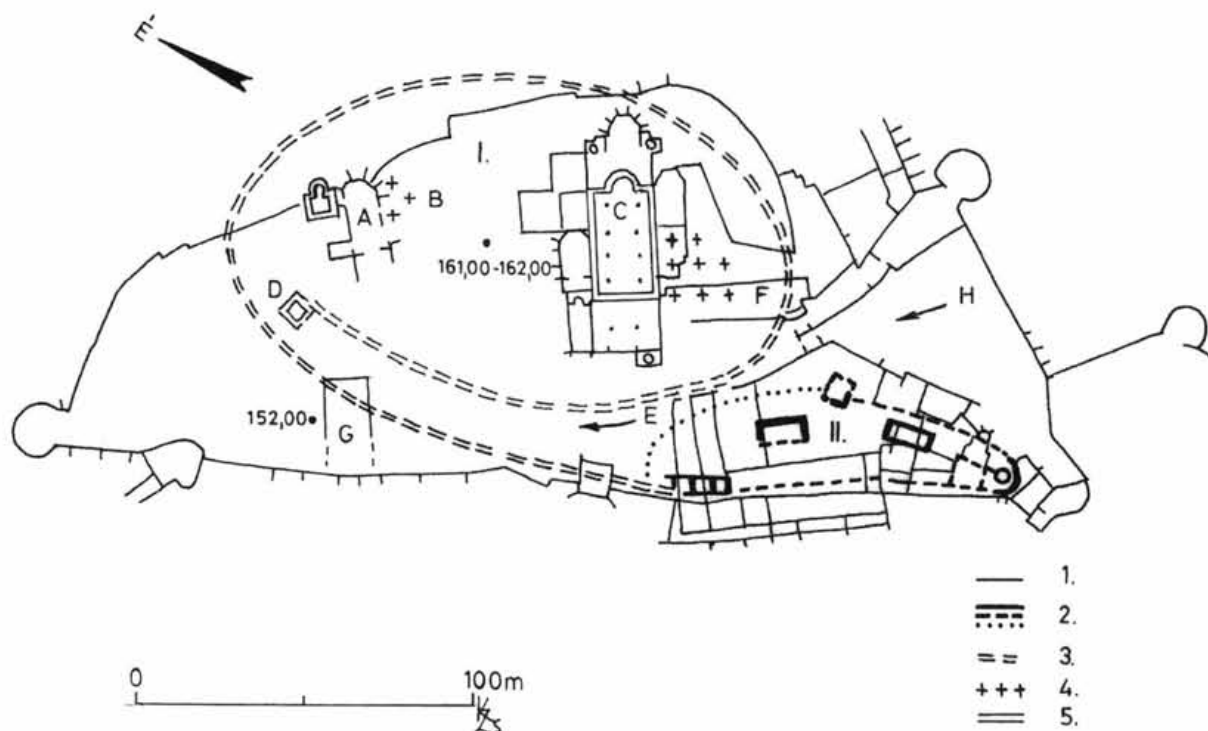 É
I.
A
B
C
161,00-162,00
D
F
H
E
152,00
G
II.
1.
2.
3.
4.
5.
0
100m